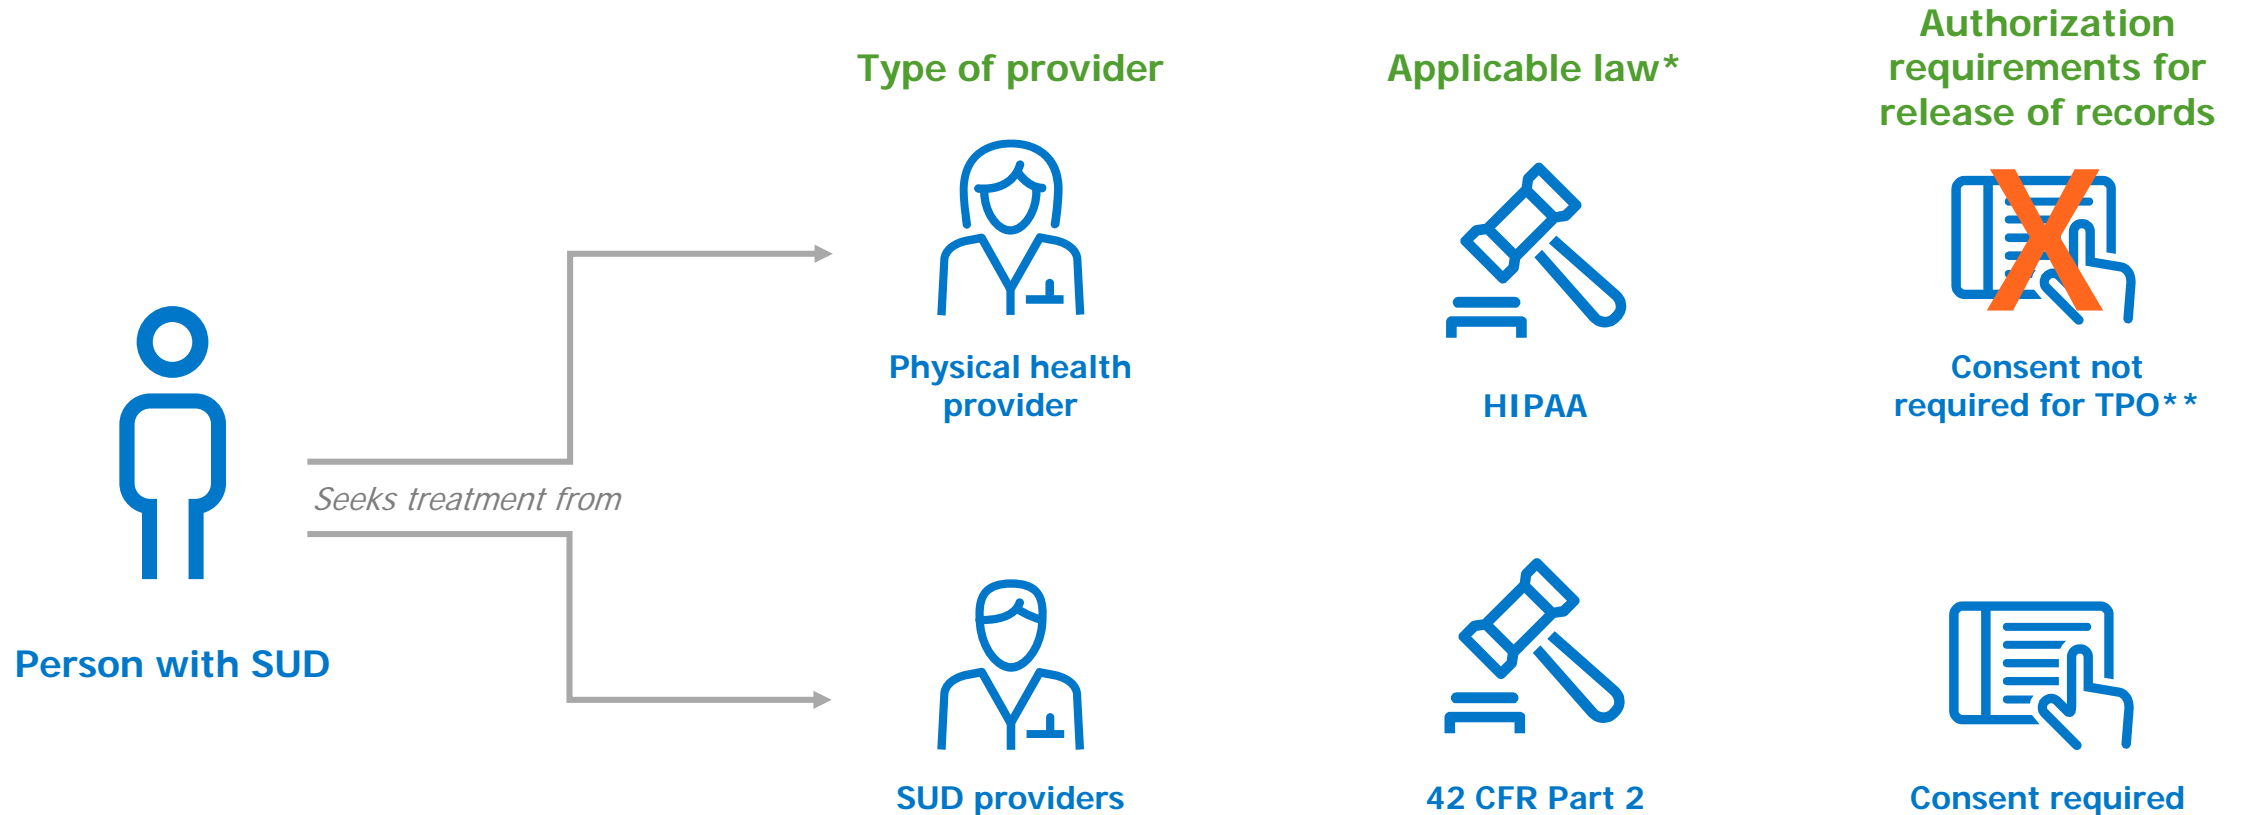 Type of provider
Applicable law*
Authorization
requirements for
release of records
Physical health
provider
HIPAA
Consent not
required for TPO**
Seeks treatment from
Person with SUD
SUD providers
42 CFR Part 2
Consent required